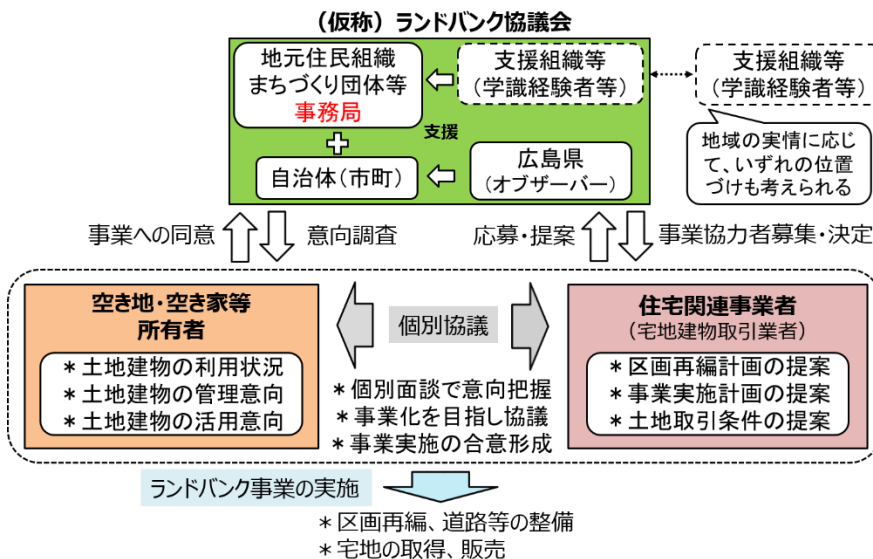 （仮称）ランドバンク協議会
地元住民組織
まちづくり団体等
事務局
支援組織等
（学識経験者等）
支援組織等
（学識経験者等）
支援
自治体（市町）
広島県
（オブザーバー）
地域の実情に応じ
て、いずれの位置
づけも考えられる
事業への同意
意向調査
応募・提案
事業協力者募集・決定
空き地・空き家等
所有者
＊土地建物の利用状況
＊土地建物の管理意向
＊土地建物の活用意向
個別協議
＊個別面談で意向把握
＊事業化を目指し協議
＊事業実施の合意形成
住宅関連事業者
（宅地建物取引業者）
＊区画再編計画の提案
＊事業実施計画の提案
＊土地取引条件の提案
ランドバンク事業の実施
＊区画再編、道路等の整備
＊宅地の取得、販売